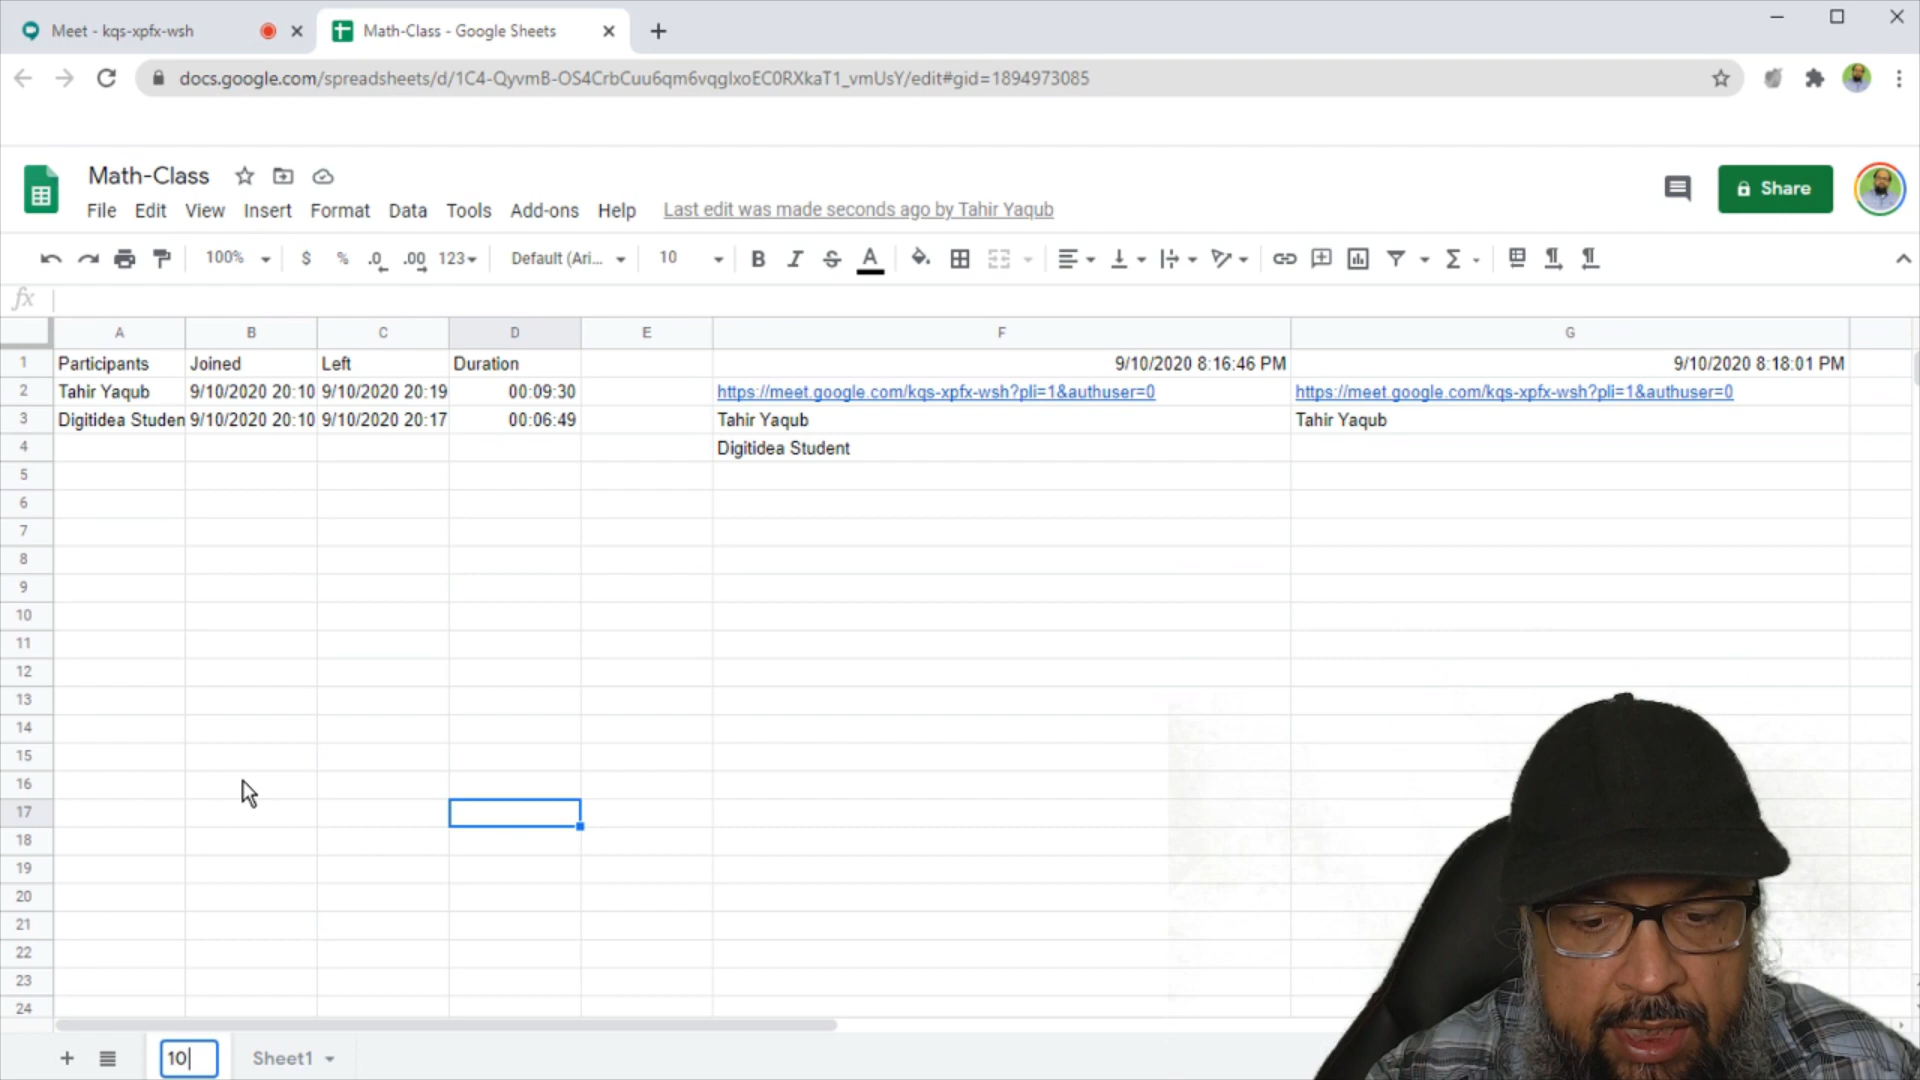 Meet - kqs-xpfx-wsh
Math-Class - Google Sheets
docs.google.com/spreadsheets/d/1C4-QyvmB-OS4CrbCuu6qm6vqglxoEC0RXkaT1_vmUsY/edit#gid=1894973085
Math-Class
Share
File Edit View Insert Format Data Tools Add-ons Help Last edit was made seconds ago by Tahir Yaqub
100% $ % .0 .00 123 Default (Ari... 10 B I S A
fx
A B C D E F G
1 Participants Joined Left Duration 9/10/2020 8:16:46 PM 9/10/2020 8:18:01 PM
2 Tahir Yaqub 9/10/2020 20:10 9/10/2020 20:19 00:09:30 https://meet.google.com/kqs-xpfx-wsh?pli=1&authuser=0 https://meet.google.com/kqs-xpfx-wsh?pli=1&authuser=0
3 Digitidea Studen 9/10/2020 20:10 9/10/2020 20:17 00:06:49 Tahir Yaqub Tahir Yaqub
4 Digitidea Student
5
6
7
8
9
10
11
12
13
14
15
16
17
18
19
20
21
22
23
24
10 Sheet1